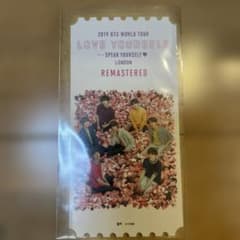 2019 BTS WORLD TOUR
LOVE YOURSELF
SPEAK YOURSELF
LONDON
REMASTERED